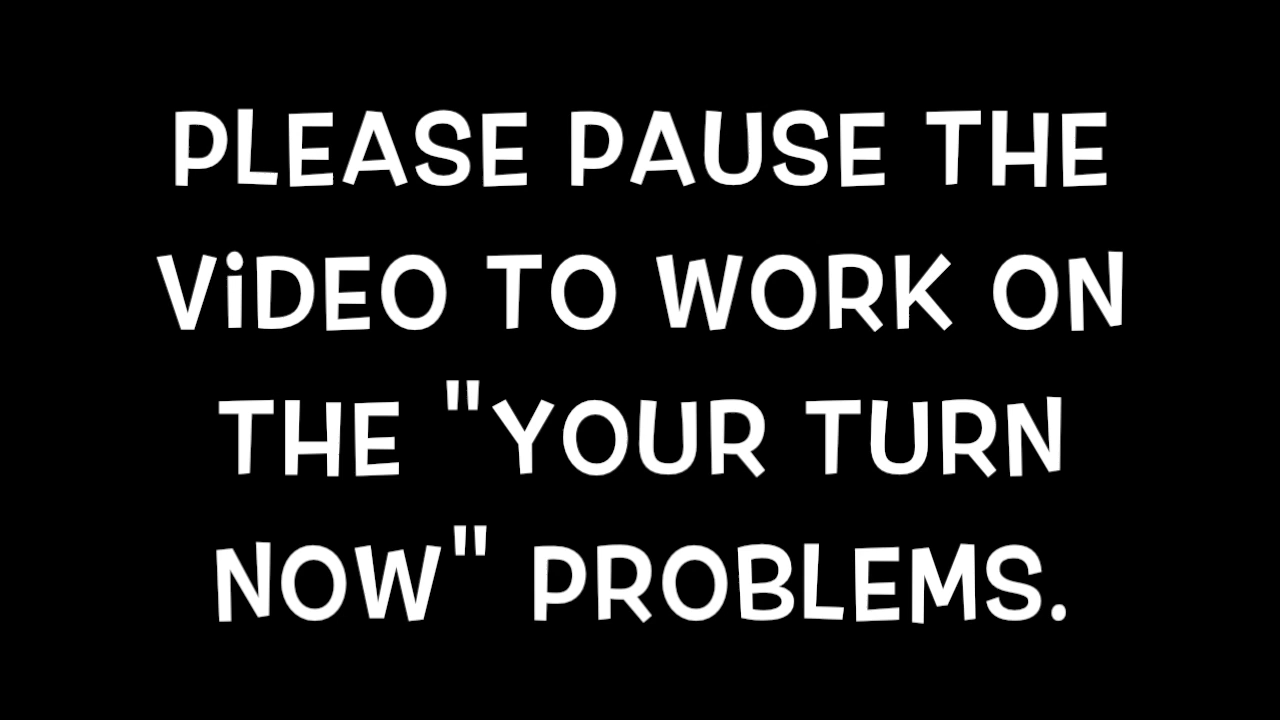 PLEASE PAUSE THE
ViDEO TO WORK ON
THE "YOUR TURN
NOW" PROBLEMS.